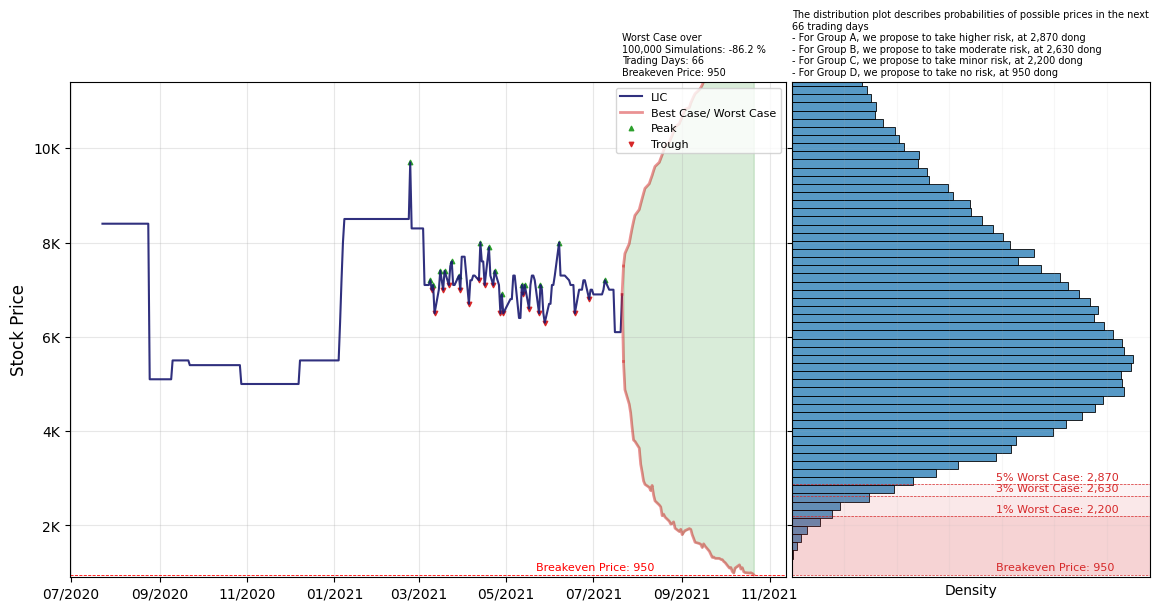 The distribution plot describes probabilities of possible prices in the next
66 trading days
- For Group A, we propose to take higher risk, at 2,870 dong
- For Group B, we propose to take moderate risk, at 2,630 dong
- For Group C, we propose to take minor risk, at 2,200 dong
- For Group D, we propose to take no risk, at 950 dong
Worst Case over
100,000 Simulations: -86.2 %
Trading Days: 66
Breakeven Price: 950
LIC
Best Case/ Worst Case
Peak
Trough
10K
8K
6K
4K
2K
Stock Price
5% Worst Case: 2,870
3% Worst Case: 2,630
1% Worst Case: 2,200
Breakeven Price: 950
Breakeven Price: 950
07/2020
09/2020
11/2020
01/2021
03/2021
05/2021
07/2021
09/2021
11/2021
Density